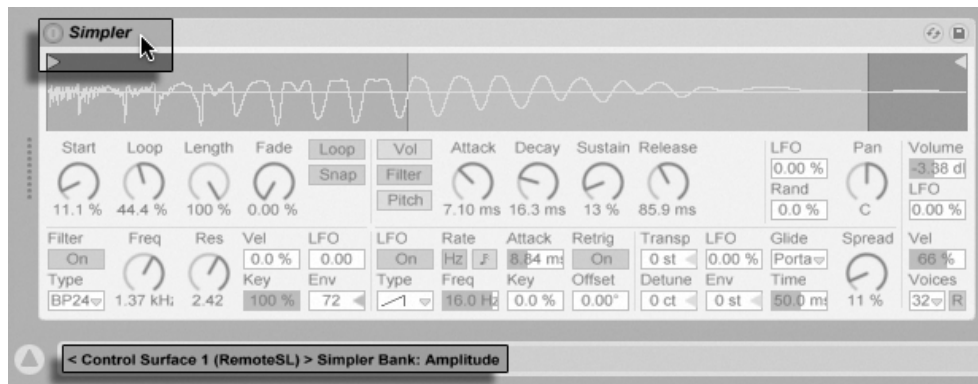 Simpler
Start Loop Length Fade Loop Vol Attack Decay Sustain Release LFO Pan Volume
Snap Filter 0.00 % -3.38 dB
Pitch Rand LFO
11.1 % 44.4 % 100 % 0.00 % 7.10 ms 16.3 ms 13 % 85.9 ms 0.0 % C 0.00 %
Filter Freq Res Vel LFO LFO Rate Attack Retrig Transp LFO Glide Spread Vel
On 0.0 % 0.00 On Hz 8.84 ms On 0 st 0.00 % Porta 66 %
Type Key Env Type Freq Key Offset Detune Env Time Voices
BP24 1.37 kHz 2.42 100 % 72 16.0 Hz 0.0 % 0.00° 0 ct 0 st 50.0 ms 11 % 32 R
< Control Surface 1 (RemoteSL) > Simpler Bank: Amplitude